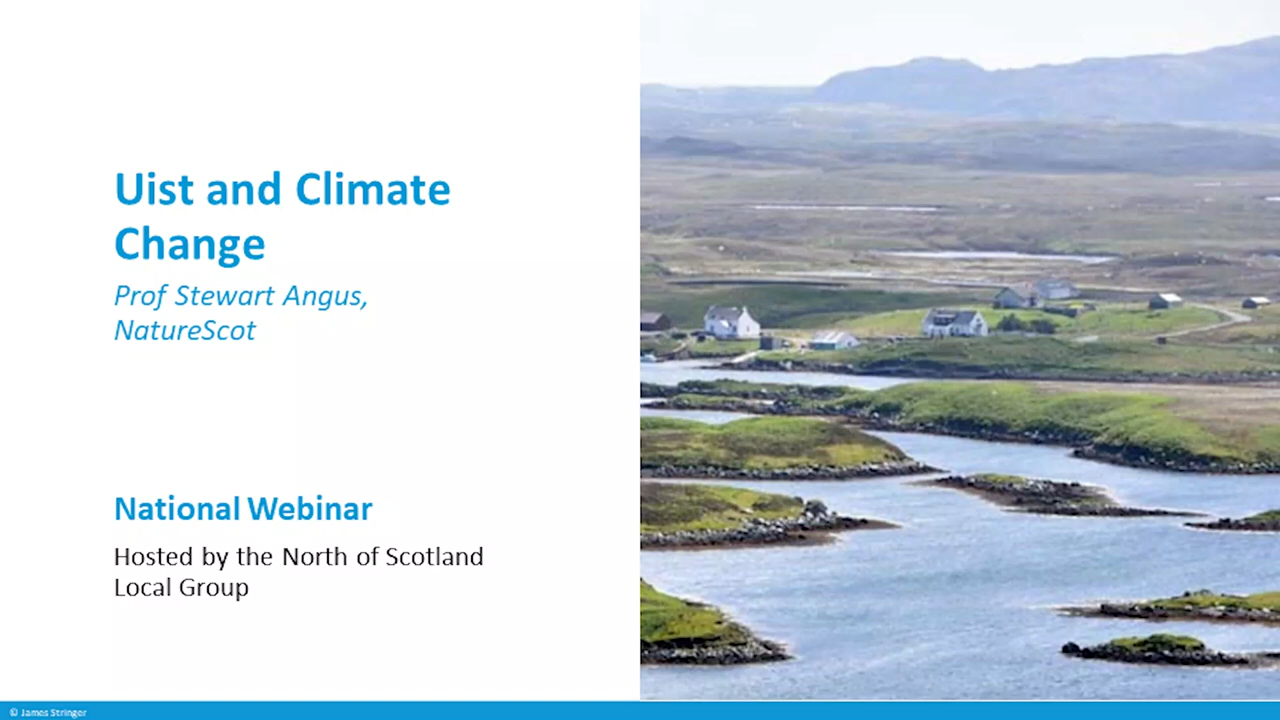 Uist and Climate
Change
Prof Stewart Angus,
NatureScot
National Webinar
Hosted by the North of Scotland
Local Group
© James Stringer